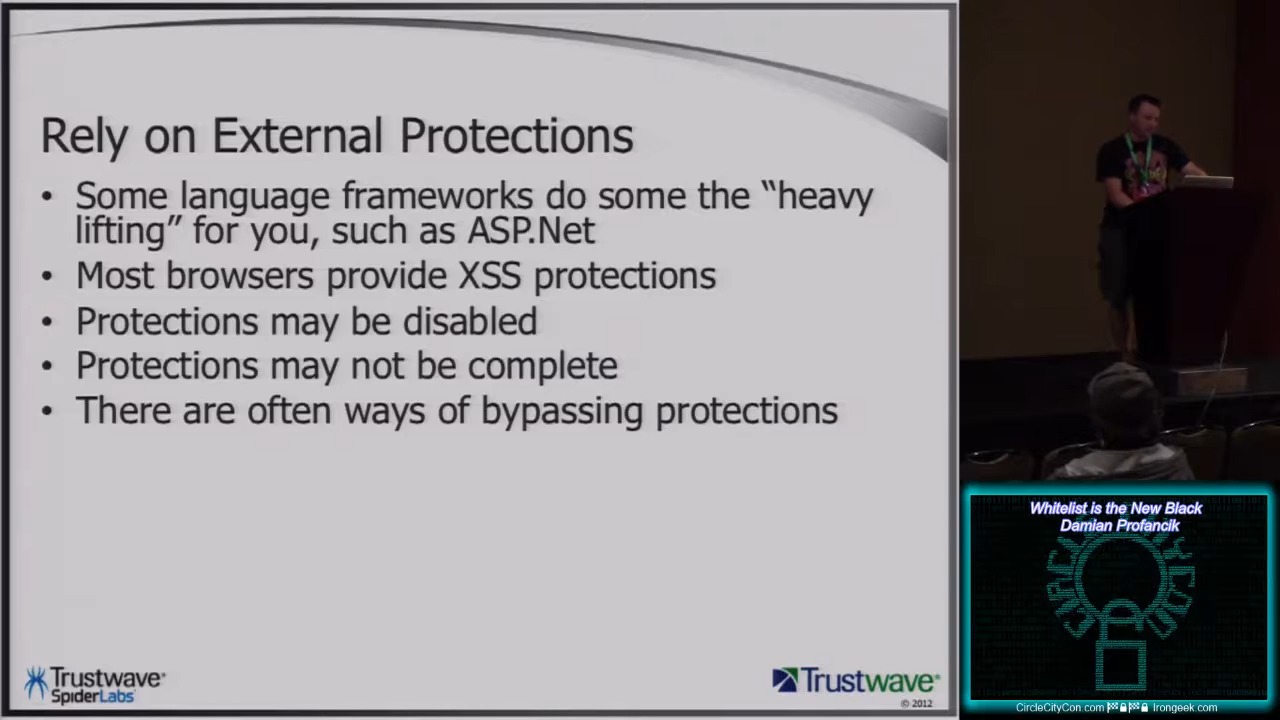 Rely on External Protections
• Some language frameworks do some the “heavy
lifting” for you, such as ASP.Net
• Most browsers provide XSS protections
• Protections may be disabled
• Protections may not be complete
• There are often ways of bypassing protections
Trustwave®
SpiderLabs®
Trustwave®
© 2012
Whitelist is the New Black
Damian Profancik
CircleCityCon.com Irongeek.com